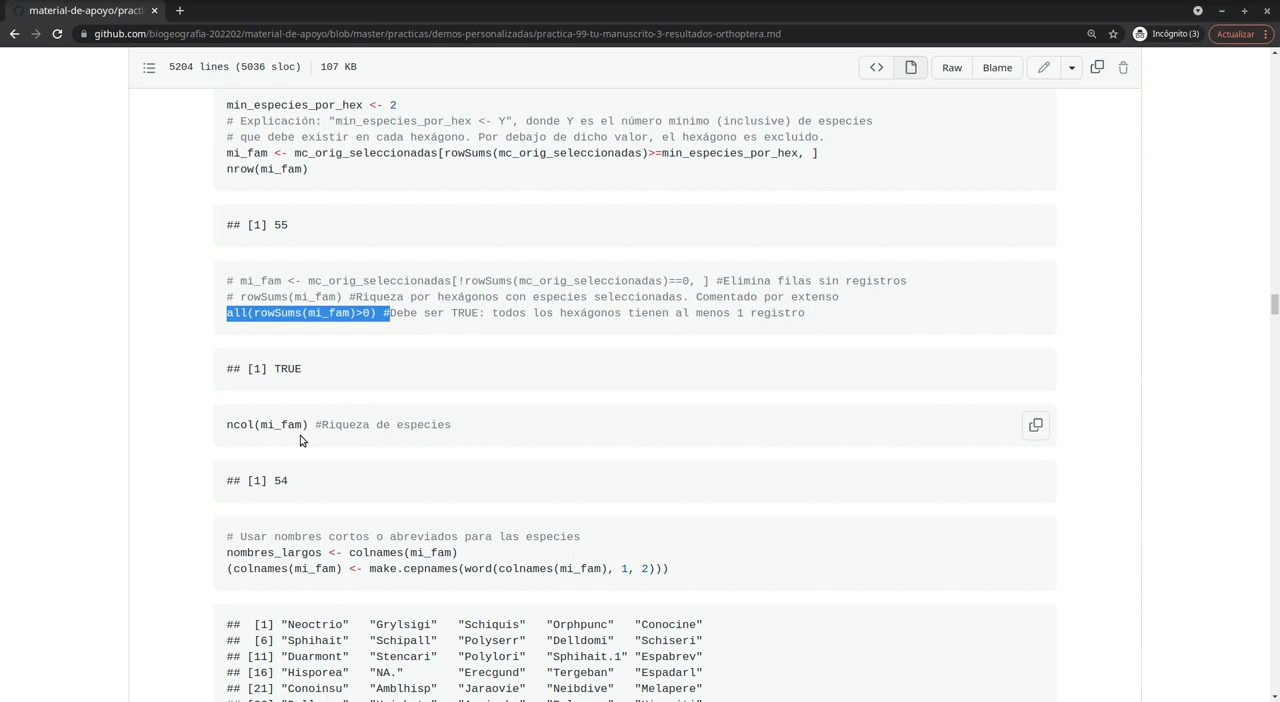 material-de-apoyo/practi
github.com/biogeografia-202202/material-de-apoyo/blob/master/practicas/demos-personalizadas/practica-99-tu-manuscrito-3-resultados-orthoptera.md
Incógnito (3)
Actualizar
5204 lines (5036 sloc) 107 KB
Raw
Blame
min_especies_por_hex <- 2
# Explicación: "min_especies_por_hex <- Y", donde Y es el número mínimo (inclusive) de especies
# que debe existir en cada hexágono. Por debajo de dicho valor, el hexágono es excluido.
mi_fam <- mc_orig_seleccionadas[rowSums(mc_orig_seleccionadas)>=min_especies_por_hex, ]
nrow(mi_fam)
## [1] 55
# mi_fam <- mc_orig_seleccionadas[!rowSums(mc_orig_seleccionadas)==0, ] #Elimina filas sin registros
# rowSums(mi_fam) #Riqueza por hexágonos con especies seleccionadas. Comentado por extenso
all(rowSums(mi_fam)>0) #Debe ser TRUE: todos los hexágonos tienen al menos 1 registro
## [1] TRUE
ncol(mi_fam) #Riqueza de especies
## [1] 54
# Usar nombres cortos o abreviados para las especies
nombres_largos <- colnames(mi_fam)
(colnames(mi_fam) <- make.cepnames(word(colnames(mi_fam), 1, 2)))
## [1] "Neoctrio" "Grylsigi" "Schiquis" "Orphpunc" "Conocine"
## [6] "Sphihait" "Schipall" "Polyserr" "Delldomi" "Schiseri"
## [11] "Duarmont" "Stencari" "Polylori" "Sphihait.1" "Espabrev"
## [16] "Hisporea" "NA." "Erecgund" "Tergeban" "Espadarl"
## [21] "Conoinsu" "Amblhisp" "Jaraovie" "Neibdive" "Melapere"